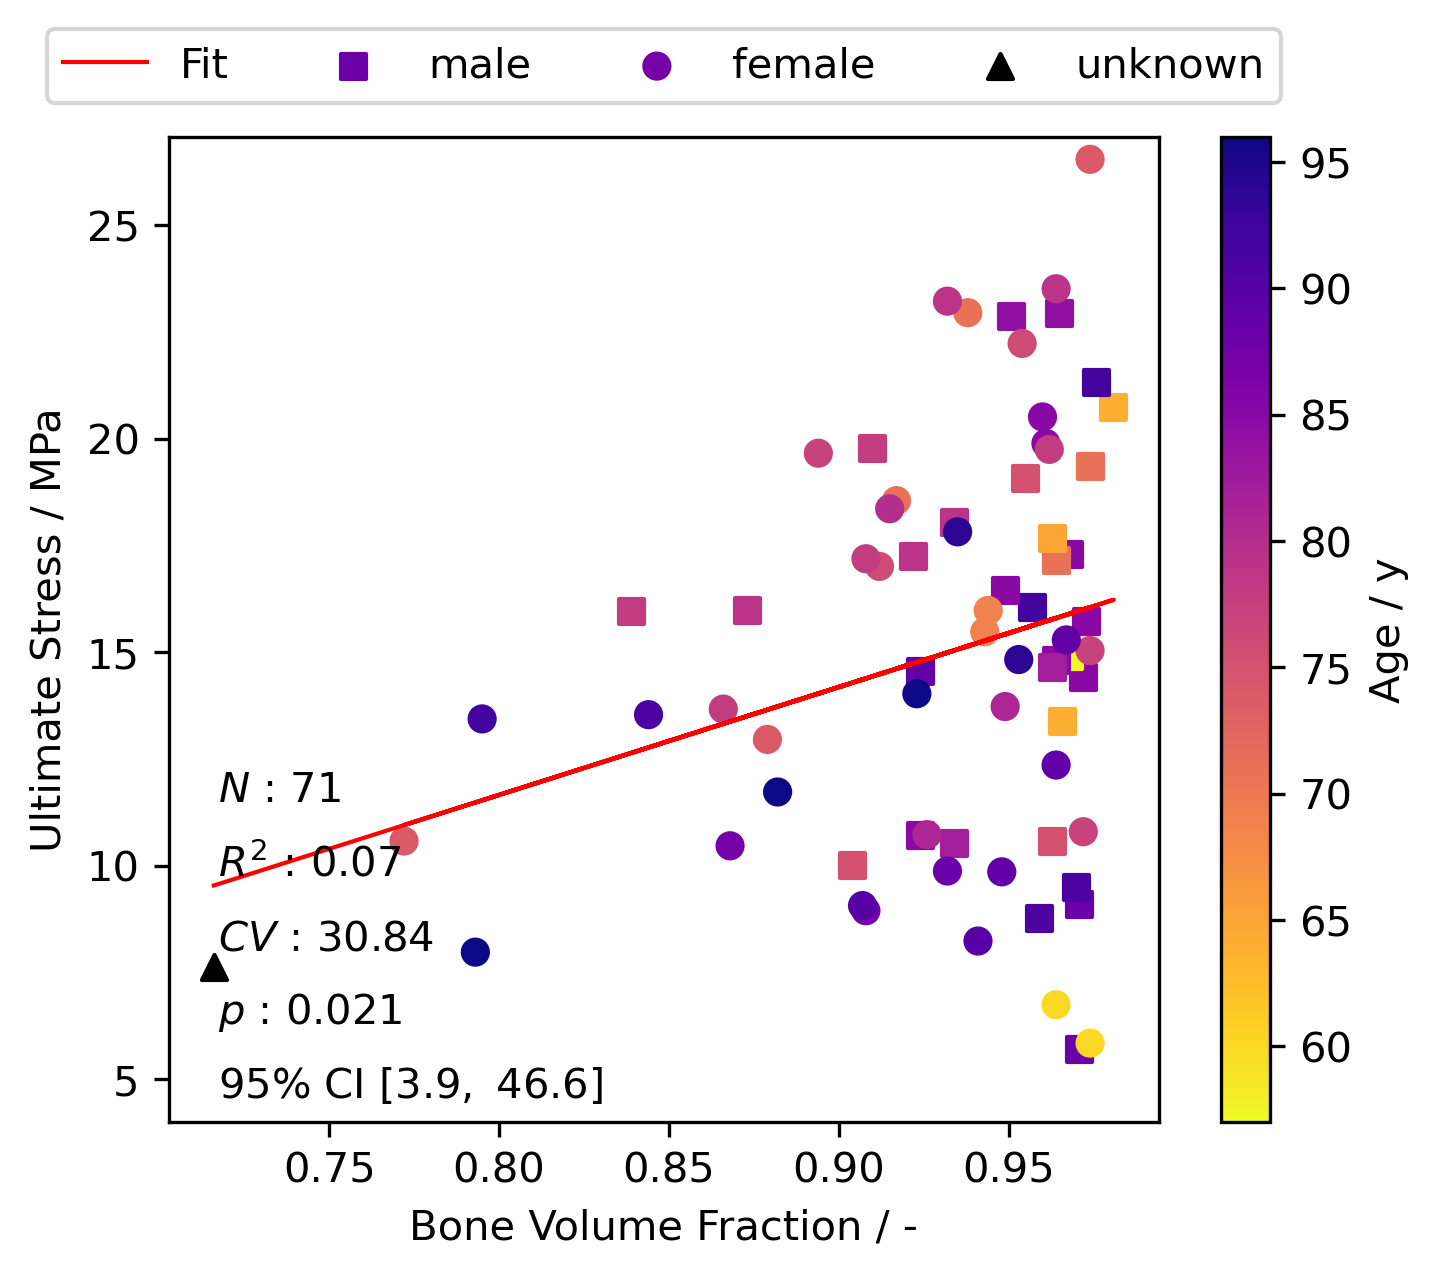 Fit male female unknown
Ultimate Stress / MPa
25
20
15
10
5
N : 71
R² : 0.07
CV : 30.84
p : 0.021
95% CI [3.9, 46.6]
0.75 0.80 0.85 0.90 0.95
Bone Volume Fraction / -
95
90
85
80
75
70
65
60
Age / y